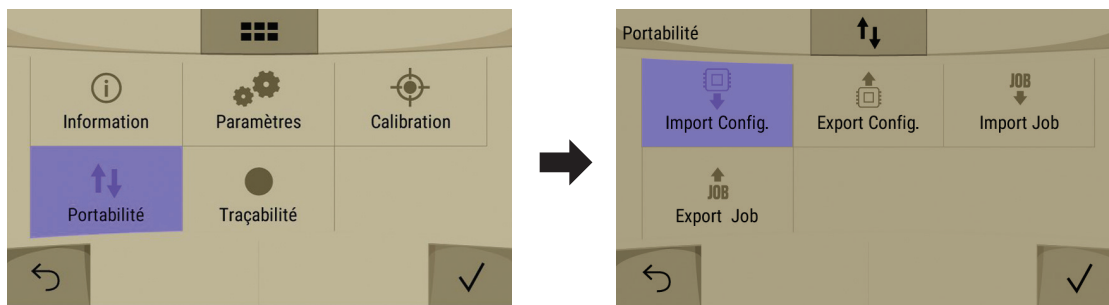 Information
Paramètres
Calibration
Portabilité
Traçabilité
Portabilité
Import Config.
Export Config.
JOB
Import Job
JOB
Export Job